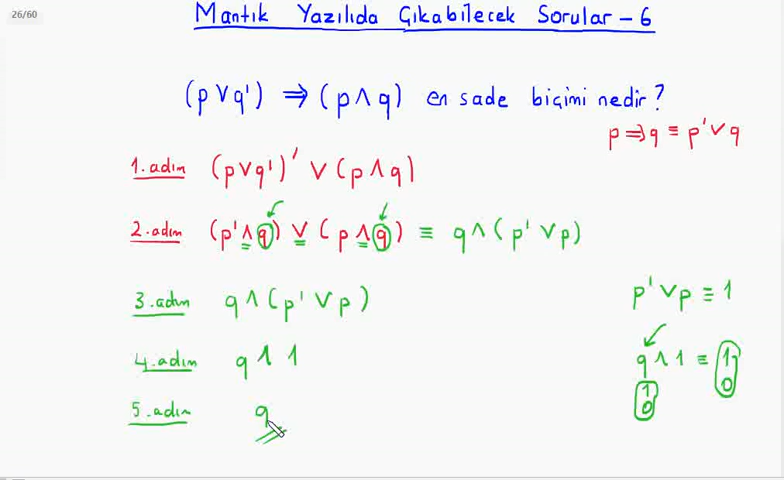 26/60
Mantık Yazılıda Çıkabilecek Sorular - 6
(p ∨ q') ⇒ (p ∧ q) en sade biçimi nedir?
p ⇒ q ≡ p' ∨ q
1. adım (p ∨ q')' ∨ (p ∧ q)
2. adım (p' ∧ q) ∨ (p ∧ q) ≡ q ∧ (p' ∨ p)
3. adım q ∧ (p' ∨ p)
p' ∨ p ≡ 1
4. adım q ∧ 1
q ∧ 1 ≡ 1
1 0
0
5. adım q